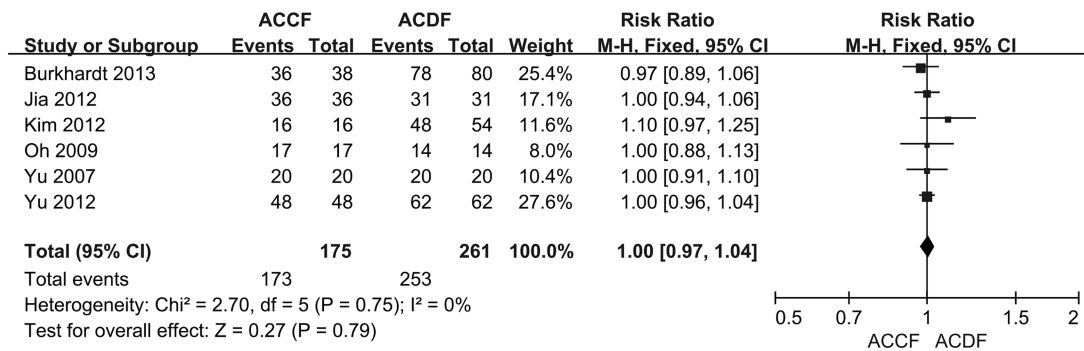 ACCF ACDF Risk Ratio Risk Ratio
Study or Subgroup Events Total Events Total Weight M-H, Fixed, 95% CI M-H, Fixed, 95% CI
Burkhardt 2013 36 38 78 80 25.4% 0.97 [0.89, 1.06]
Jia 2012 36 36 31 31 17.1% 1.00 [0.94, 1.06]
Kim 2012 16 16 48 54 11.6% 1.10 [0.97, 1.25]
Oh 2009 17 17 14 14 8.0% 1.00 [0.88, 1.13]
Yu 2007 20 20 20 20 10.4% 1.00 [0.91, 1.10]
Yu 2012 48 48 62 62 27.6% 1.00 [0.96, 1.04]
Total (95% CI) 175 261 100.0% 1.00 [0.97, 1.04]
Total events 173 253
Heterogeneity: Chi² = 2.70, df = 5 (P = 0.75); I² = 0%
Test for overall effect: Z = 0.27 (P = 0.79)
0.5 0.7 1 1.5 2
ACCF ACDF